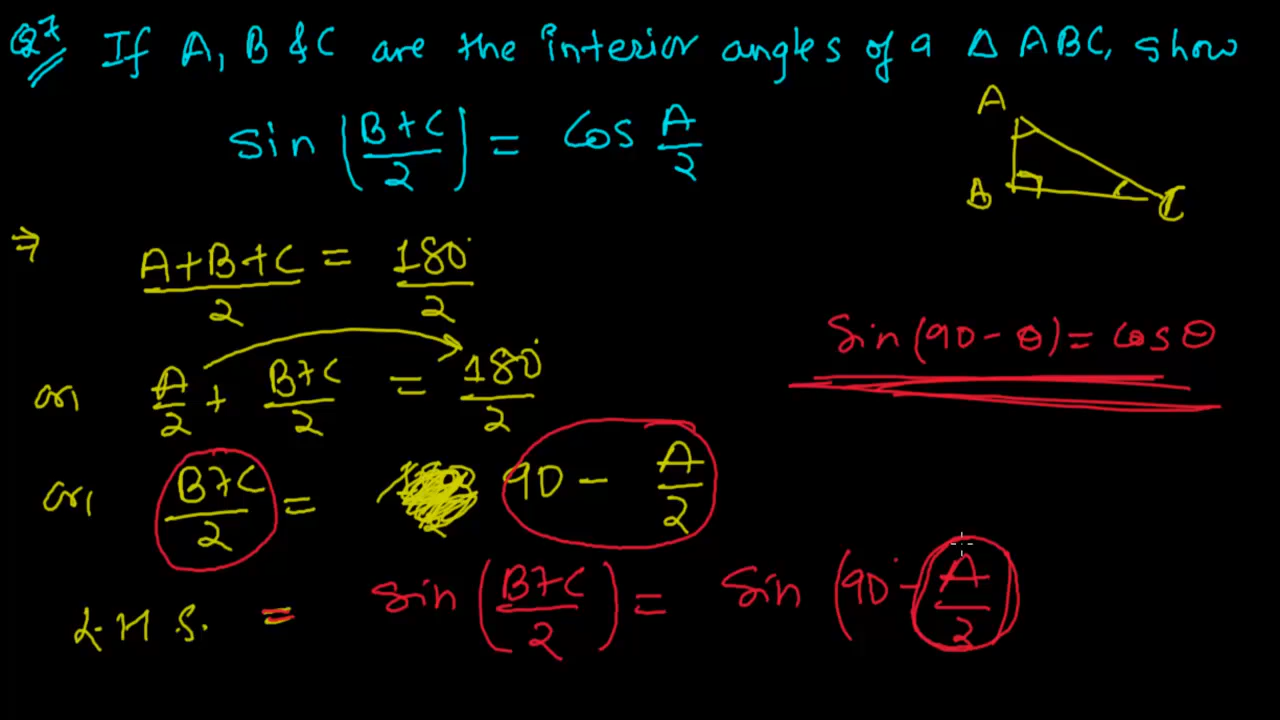 Q7 If A, B & C are the interior angles of a Δ ABC, show
sin (B+C/2) = cos A/2
A
B
C
⇒ A+B+C/2 = 180°/2
sin(90 - θ) = cosθ
or, A/2 + B+C/2 = 180°/2
or, B+C/2 = 90 - A/2
L.H.S. = sin (B+C/2) = sin (90° - A/2